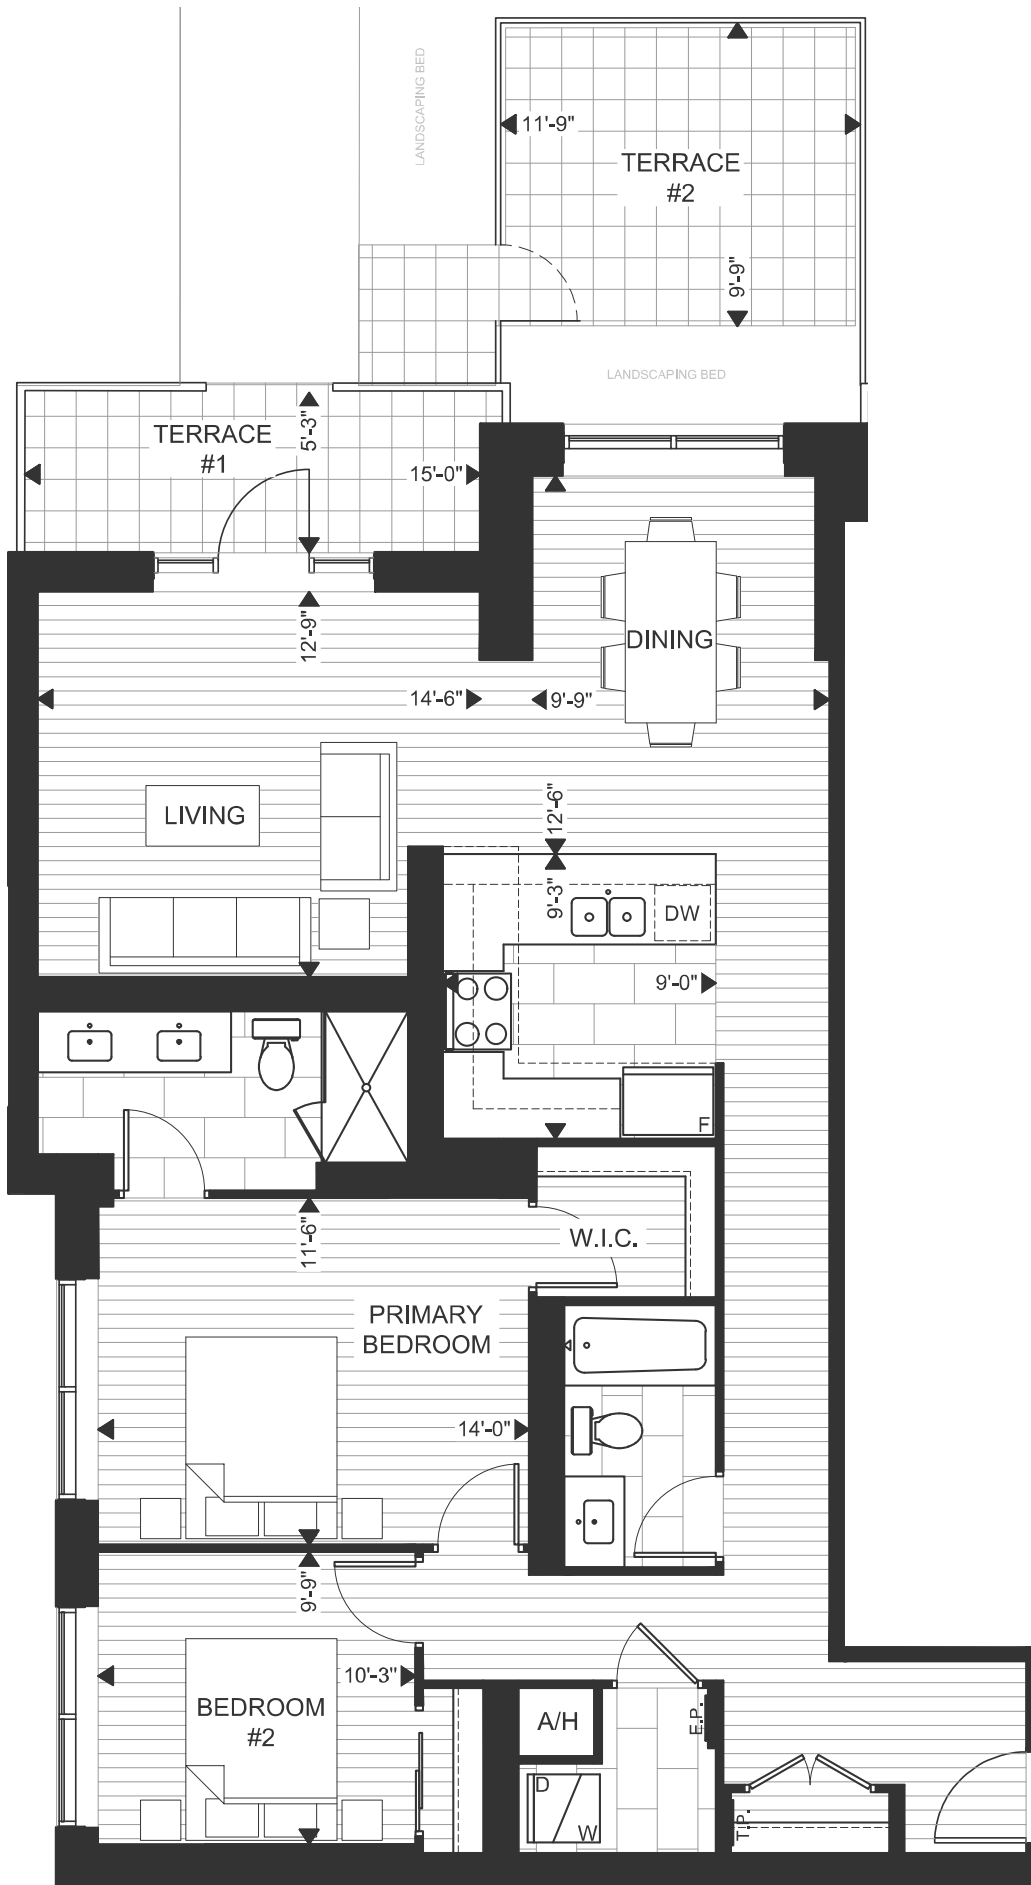 LANDSCAPING BED
11'-9"
TERRACE
#2
9'-9"
LANDSCAPING BED
TERRACE
#1
5'-3"
15'-0"
12'-9"
DINING
14'-6"
9'-9"
LIVING
12'-6"
9'-3"
DW
9'-0"
F
11'-6"
W.I.C.
PRIMARY
BEDROOM
14'-0"
9'-9"
10'-3"
BEDROOM
#2
A/H
E.P.
D
W
T.P.